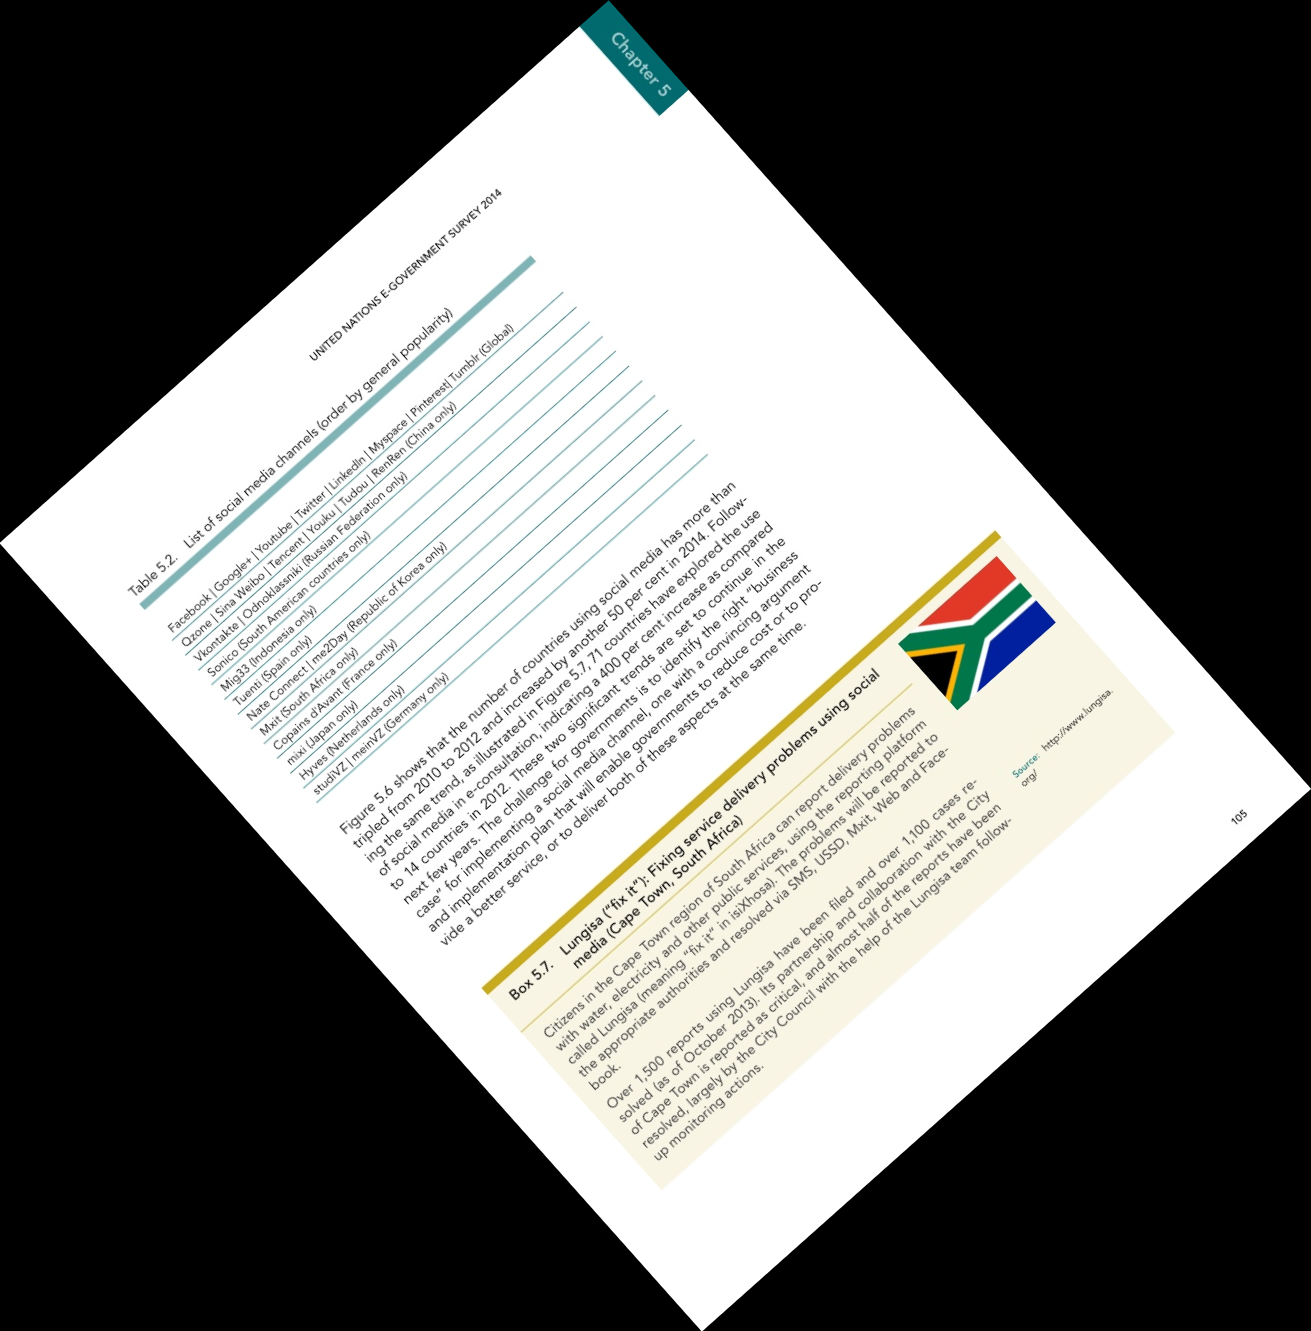 Chapter 5
UNITED NATIONS E-GOVERNMENT SURVEY 2014
Table 5.2. List of social media channels (order by general popularity)
Facebook | Google+ | Youtube | Twitter | LinkedIn | Myspace | Pinterest| Tumblr (Global)
Qzone | Sina Weibo | Tencent | Youku | Tudou | RenRen (China only)
Vkontakte | Odnoklassniki (Russian Federation only)
Sonico (South American countries only)
Mig33 (Indonesia only)
Tuenti (Spain only)
Nate Connect | me2Day (Republic of Korea only)
Mxit (South Africa only)
Copains d'Avant (France only)
mixi (Japan only)
Hyves (Netherlands only)
studiVZ | meinVZ (Germany only)
Figure 5.6 shows that the number of countries using social media has more than
tripled from 2010 to 2012 and increased by another 50 per cent in 2014. Follow-
ing the same trend, as illustrated in Figure 5.7, 71 countries have explored the use
of social media in e-consultation, indicating a 400 per cent increase as compared
to 14 countries in 2012. These two significant trends are set to continue in the
next few years. The challenge for governments is to identify the right “business
case” for implementing a social media channel, one with a convincing argument
and implementation plan that will enable governments to reduce cost or to pro-
vide a better service, or to deliver both of these aspects at the same time.
Box 5.7. Lungisa (“fix it”): Fixing service delivery problems using social
media (Cape Town, South Africa)
Citizens in the Cape Town region of South Africa can report delivery problems
with water, electricity and other public services, using the reporting platform
called Lungisa (meaning “fix it” in isiXhosa). The problems will be reported to
the appropriate authorities and resolved via SMS, USSD, Mxit, Web and Face-
book.
Over 1,500 reports using Lungisa have been filed and over 1,100 cases re-
solved (as of October 2013). Its partnership and collaboration with the City
of Cape Town is reported as critical, and almost half of the reports have been
resolved, largely by the City Council with the help of the Lungisa team follow-
up monitoring actions.
Source: http://www.lungisa.
org/
105